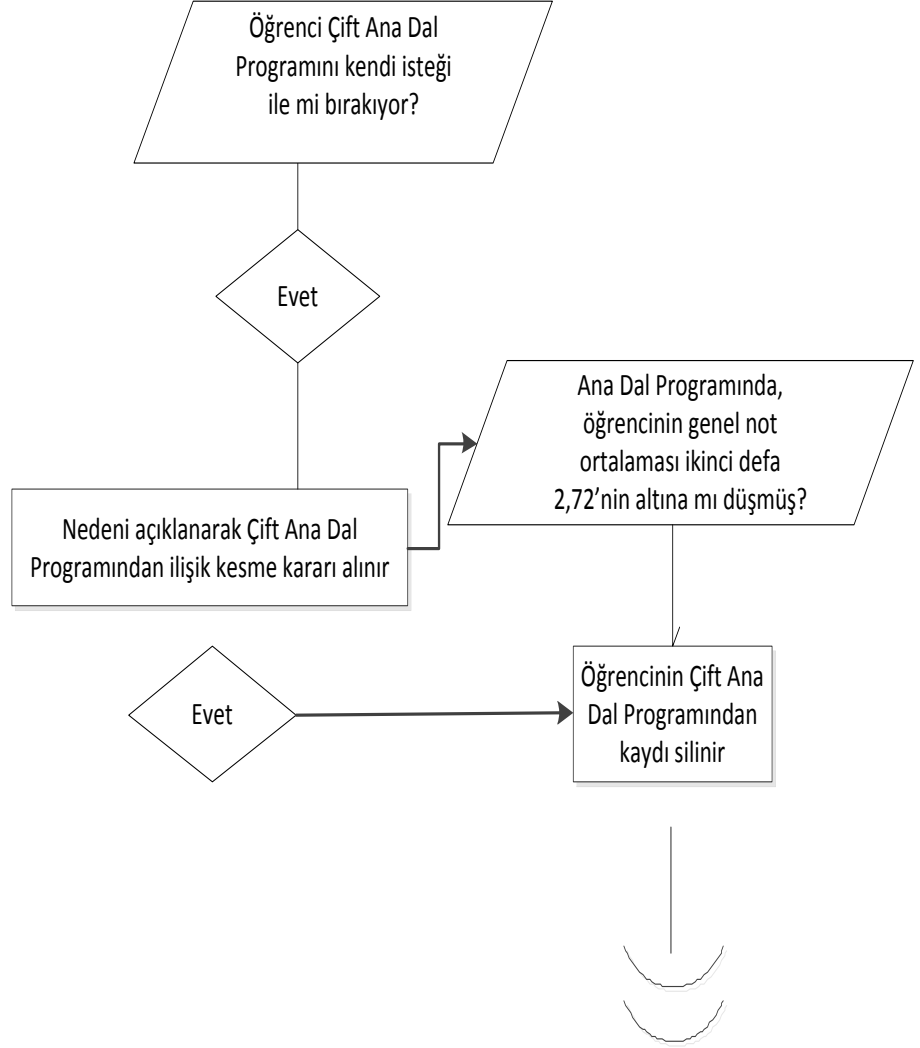 Öğrenci Çift Ana Dal
Programını kendi isteği
ile mi bırakıyor?
Evet
Ana Dal Programında,
öğrencinin genel not
ortalaması ikinci defa
2,72’nin altına mı düşmüş?
Nedeni açıklanarak Çift Ana Dal
Programından ilişik kesme kararı alınır
Evet
Öğrencinin Çift Ana
Dal Programından
kaydı silinir